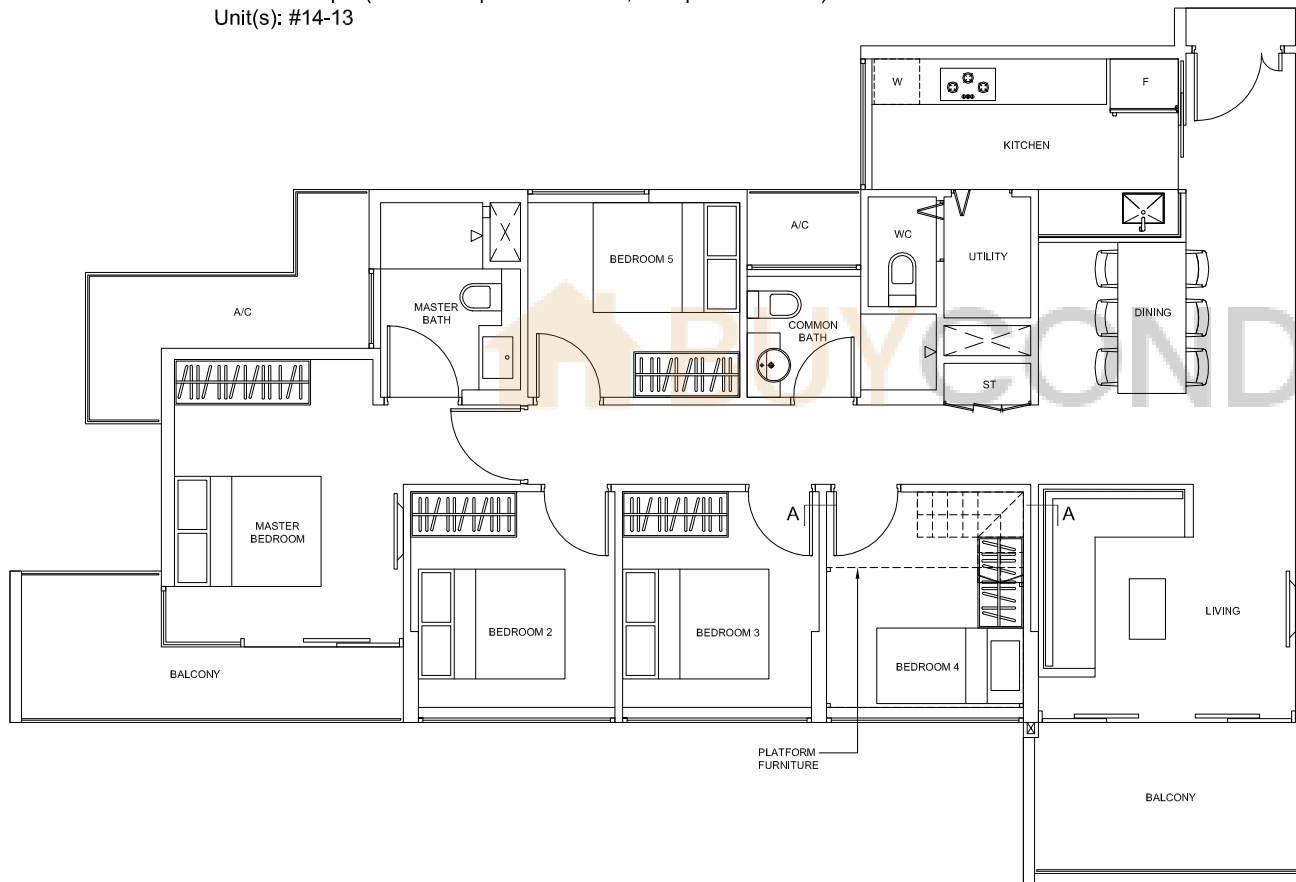 Unit(s): #14-13
W
F
KITCHEN
A/C
WC
UTILITY
BEDROOM 5
A/C
MASTER
BATH
COMMON
BATH
DINING
ST
BUYCOND
MASTER
BEDROOM
A
A
BEDROOM 2
BEDROOM 3
BEDROOM 4
LIVING
BALCONY
PLATFORM
FURNITURE
BALCONY